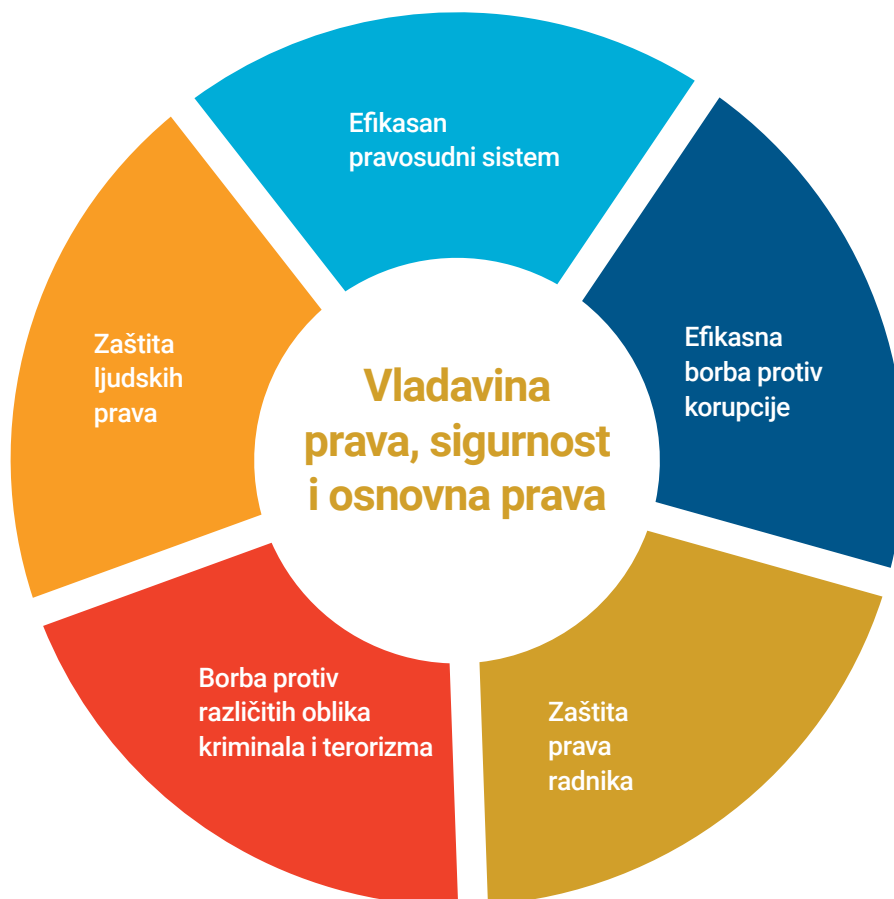 Efikasan
pravosudni sistem
Efikasna
borba protiv
korupcije
Zaštita
ljudskih
prava
Vladavina
prava, sigurnost
i osnovna prava
Borba protiv
različitih oblika
kriminala i terorizma
Zaštita
prava
radnika